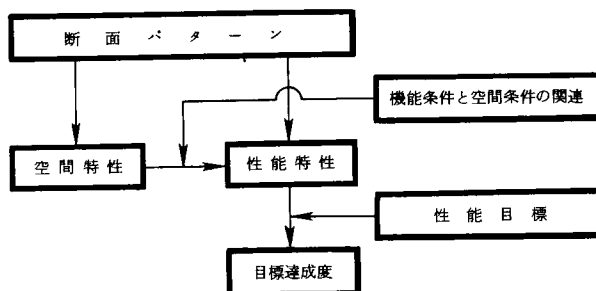 断面パターン
機能条件と空間条件の関連
空間特性
性能特性
性能目標
目標達成度